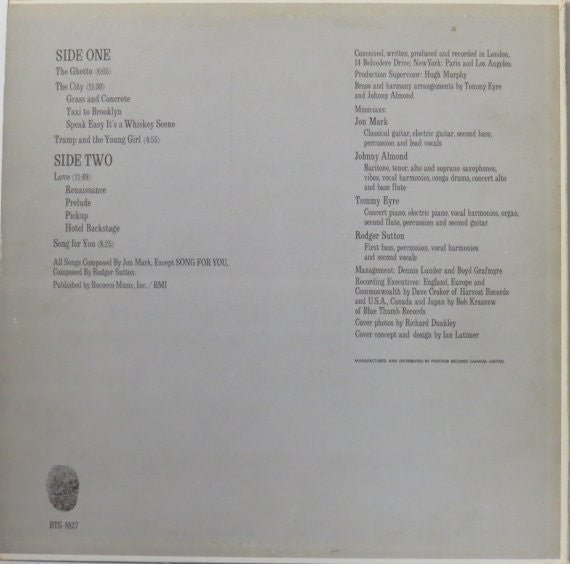 SIDE ONE
The Ghetto (6:05)
The City (11:30)
Grass and Concrete
Taxi to Brooklyn
Speak Easy It's a Whiskey Scene
Tramp and the Young Girl (4:55)
SIDE TWO
Love (11:49)
Renaissance
Prelude
Pickup
Hotel Backstage
Song for You (8:25)
All Songs Composed By Jon Mark, Except SONG FOR YOU,
Composed By Rodger Sutton.
Published by Rococco Music, Inc. / BMI
BTS-8827
Conceived, written, produced and recorded in London,
14 Belvedere Drive; New York: Paris and Los Angeles.
Production Supervisor: Hugh Murphy
Brass and harmony arrangements by Tommy Eyre
and Johnny Almond
Musicians:
Jon Mark
Classical guitar, electric guitar, second bass,
percussion and lead vocals
Johnny Almond
Baritone, tenor, alto and soprano saxophones,
vibes, vocal harmonies, conga drums, concert alto
and bass flute
Tommy Eyre
Concert piano, electric piano, vocal harmonies, organ,
second flute, percussion and second guitar
Rodger Sutton
First bass, percussion, vocal harmonies
and second vocals
Management: Dennis Lander and Boyd Grafmyre
Recording Executives: England, Europe and
Commonwealth by Dave Croker of Harvest Records
and U.S.A., Canada and Japan by Bob Krasnow
of Blue Thumb Records
Cover photos by Richard Dunkley
Cover concept and design by Ian Latimer
MANUFACTURED AND DISTRIBUTED BY POLYDOR RECORDS CANADA LIMITED